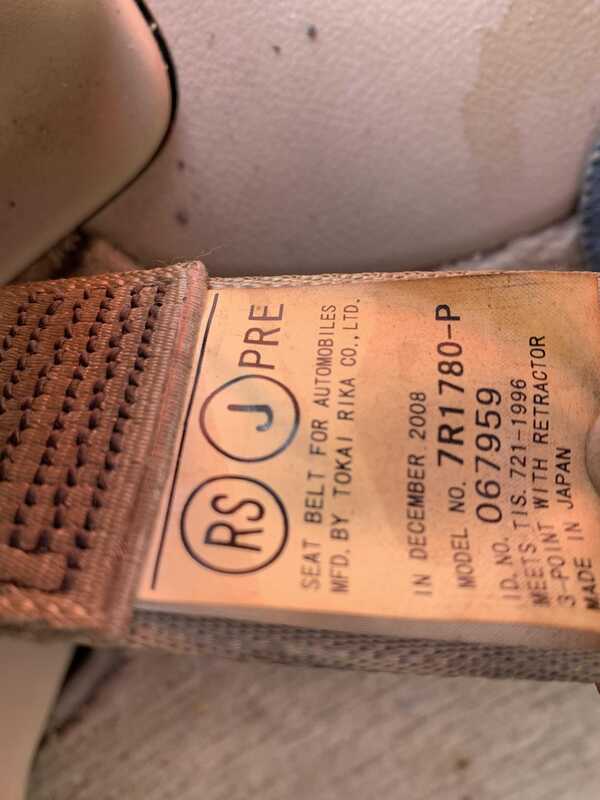 RS J PRE
SEAT BELT FOR AUTOMOBILES
MFD. BY TOKAI RIKA CO., LTD.
IN DECEMBER 2008
MODEL NO. 7R1780-P
ID. NO. 067959
MEETS TIS. 721-1996
3-POINT WITH RETRACTOR
MADE IN JAPAN